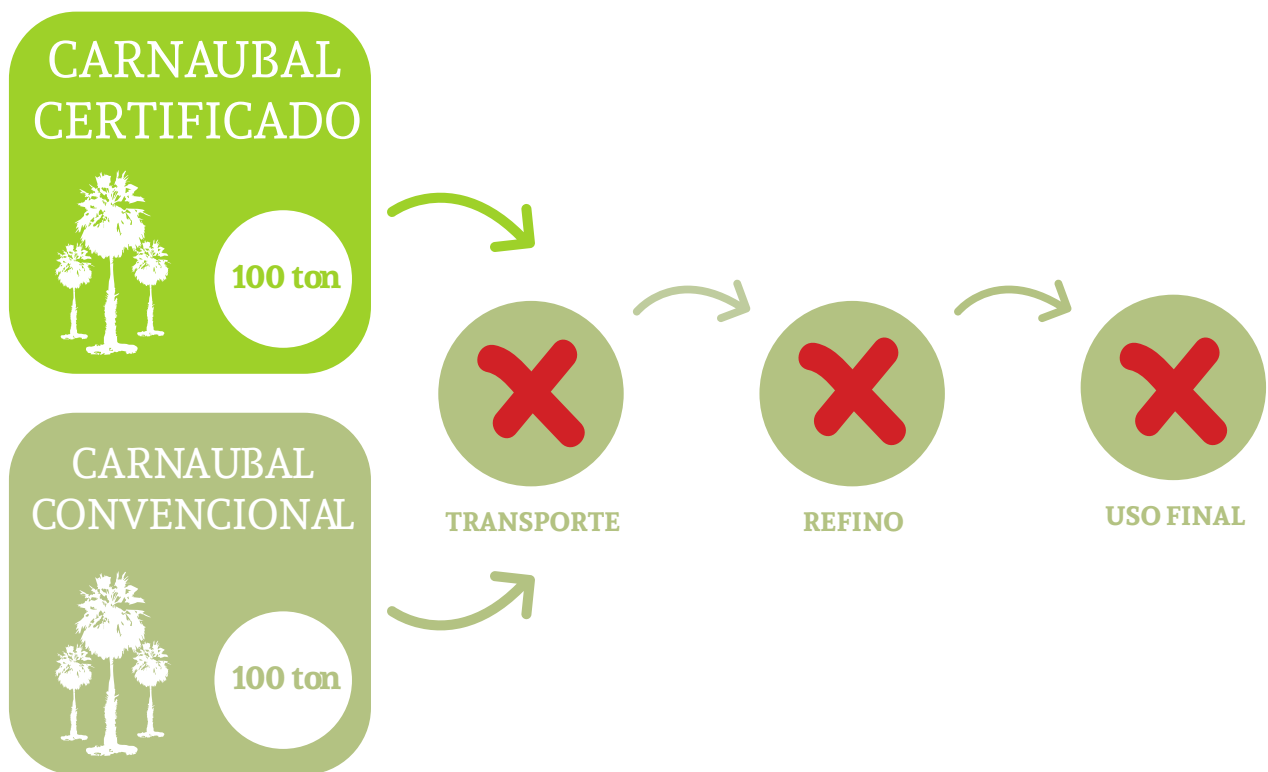 CARNAUBAL
CERTIFICADO
100 ton
CARNAUBAL
CONVENCIONAL
100 ton
TRANSPORTE
REFINO
USO FINAL